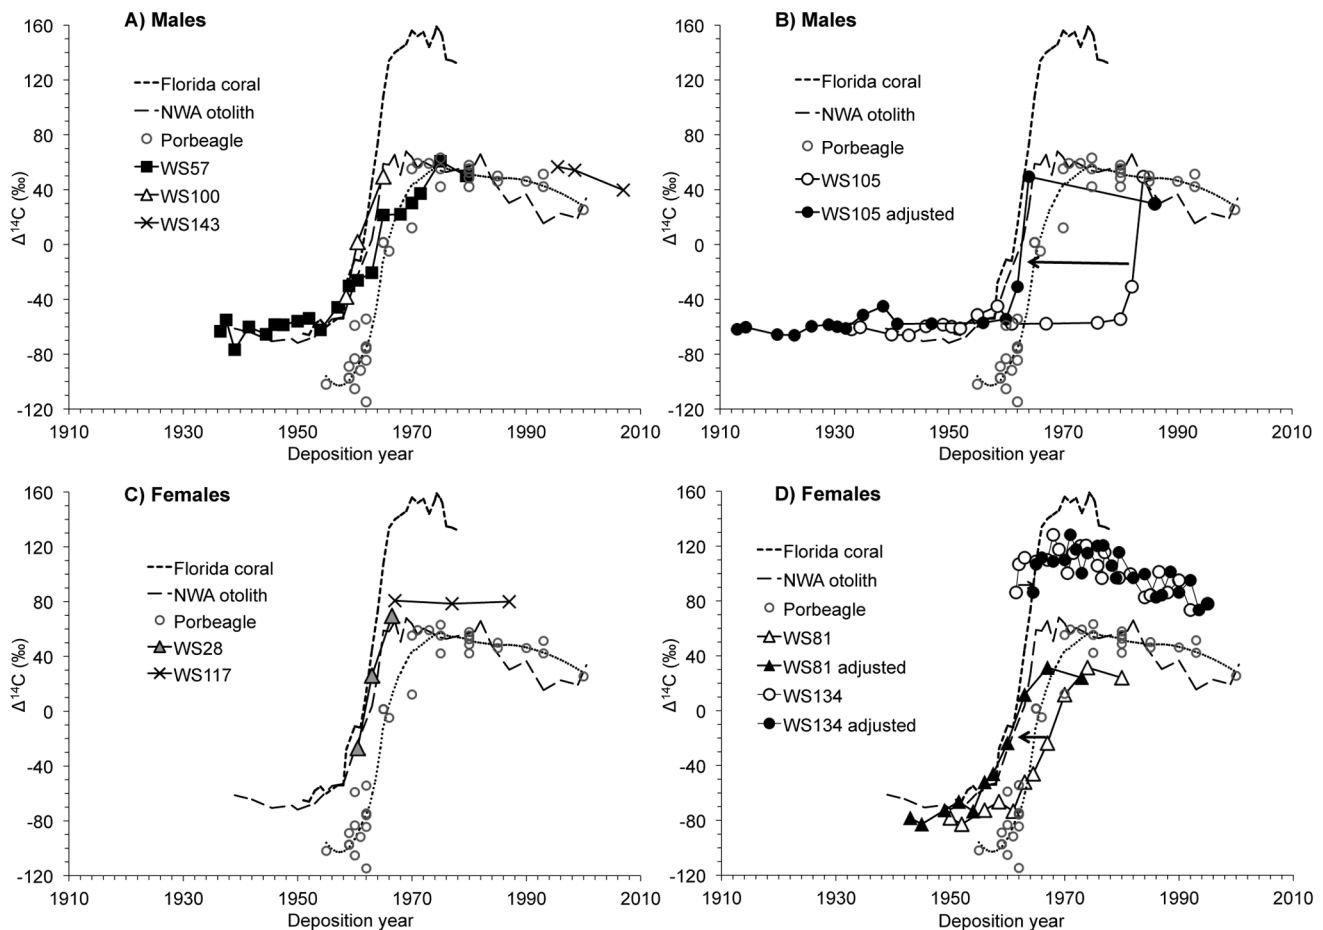 A) Males
160
120
80
40
0
-40
-80
-120
Δ¹⁴C (‰)
Florida coral
NWA otolith
Porbeagle
WS57
WS100
WS143
1910 1930 1950 1970 1990 2010
Deposition year
B) Males
160
120
80
40
0
-40
-80
-120
Δ¹⁴C (‰)
Florida coral
NWA otolith
Porbeagle
WS105
WS105 adjusted
1910 1930 1950 1970 1990 2010
Deposition year
C) Females
160
120
80
40
0
-40
-80
-120
Δ¹⁴C (‰)
Florida coral
NWA otolith
Porbeagle
WS28
WS117
1910 1930 1950 1970 1990 2010
Deposition year
D) Females
160
120
80
40
0
-40
-80
-120
Δ¹⁴C (‰)
Florida coral
NWA otolith
Porbeagle
WS81
WS81 adjusted
WS134
WS134 adjusted
1910 1930 1950 1970 1990 2010
Deposition year